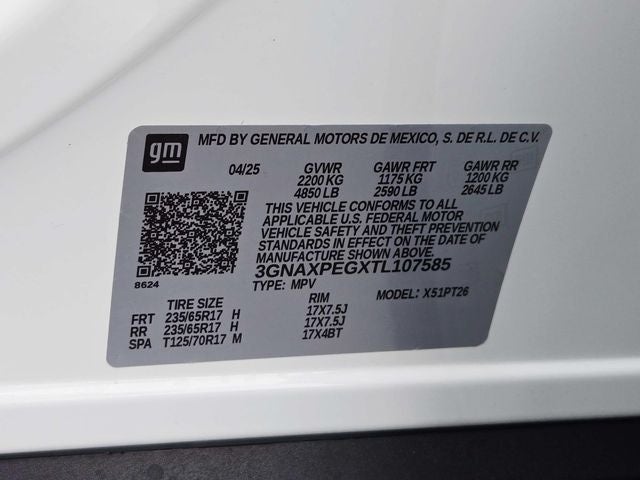 gm MFD BY GENERAL MOTORS DE MEXICO, S. DE R.L. DE C.V.
04/25 GVWR GAWR FRT GAWR RR
2200 KG 1175 KG 1200 KG
4850 LB 2590 LB 2645 LB
THIS VEHICLE CONFORMS TO ALL
APPLICABLE U.S. FEDERAL MOTOR
VEHICLE SAFETY AND THEFT PREVENTION
STANDARDS IN EFFECT ON THE DATE OF
MANUFACTURE SHOWN ABOVE.
3GNAXPEGXTL107585
8624 TYPE: MPV MODEL: X51PT26
TIRE SIZE RIM
FRT 235/65R17 H 17X7.5J
RR 235/65R17 H 17X7.5J
SPA T125/70R17 M 17X4BT